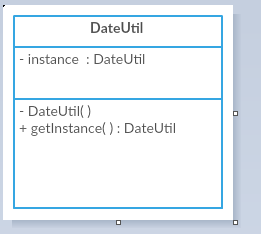 DateUtil
- instance : DateUtil
- DateUtil( )
+ getInstance( ) : DateUtil